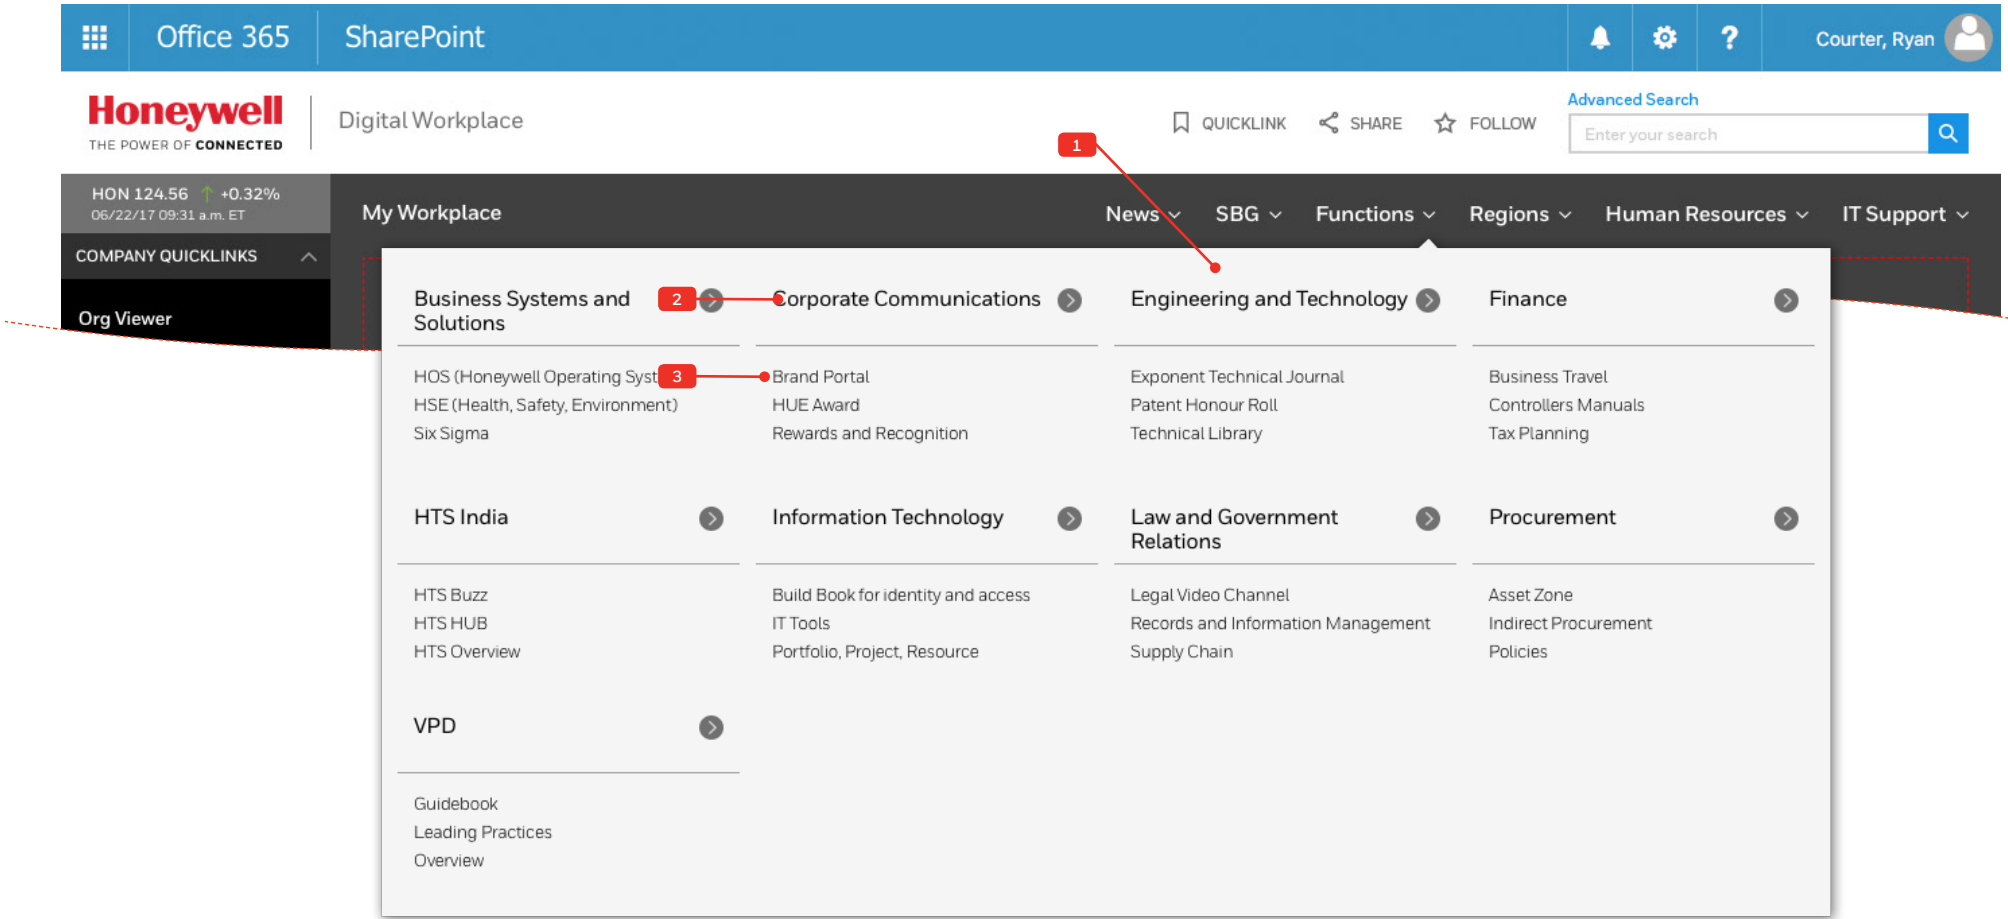 Office 365
SharePoint
Courter, Ryan
Honeywell
THE POWER OF CONNECTED
Digital Workplace
QUICKLINK
SHARE
FOLLOW
Advanced Search
Enter your search
1
HON 124.56 ↑ +0.32%
06/22/17 09:31 a.m. ET
My Workplace
News
SBG
Functions
Regions
Human Resources
IT Support
COMPANY QUICKLINKS
Org Viewer
Business Systems and
Solutions
2
Corporate Communications
Engineering and Technology
Finance
HOS (Honeywell Operating Syst
HSE (Health, Safety, Environment)
Six Sigma
3
Brand Portal
HUE Award
Rewards and Recognition
Exponent Technical Journal
Patent Honour Roll
Technical Library
Business Travel
Controllers Manuals
Tax Planning
HTS India
Information Technology
Law and Government
Relations
Procurement
HTS Buzz
HTS HUB
HTS Overview
Build Book for identity and access
IT Tools
Portfolio, Project, Resource
Legal Video Channel
Records and Information Management
Supply Chain
Asset Zone
Indirect Procurement
Policies
VPD
Guidebook
Leading Practices
Overview